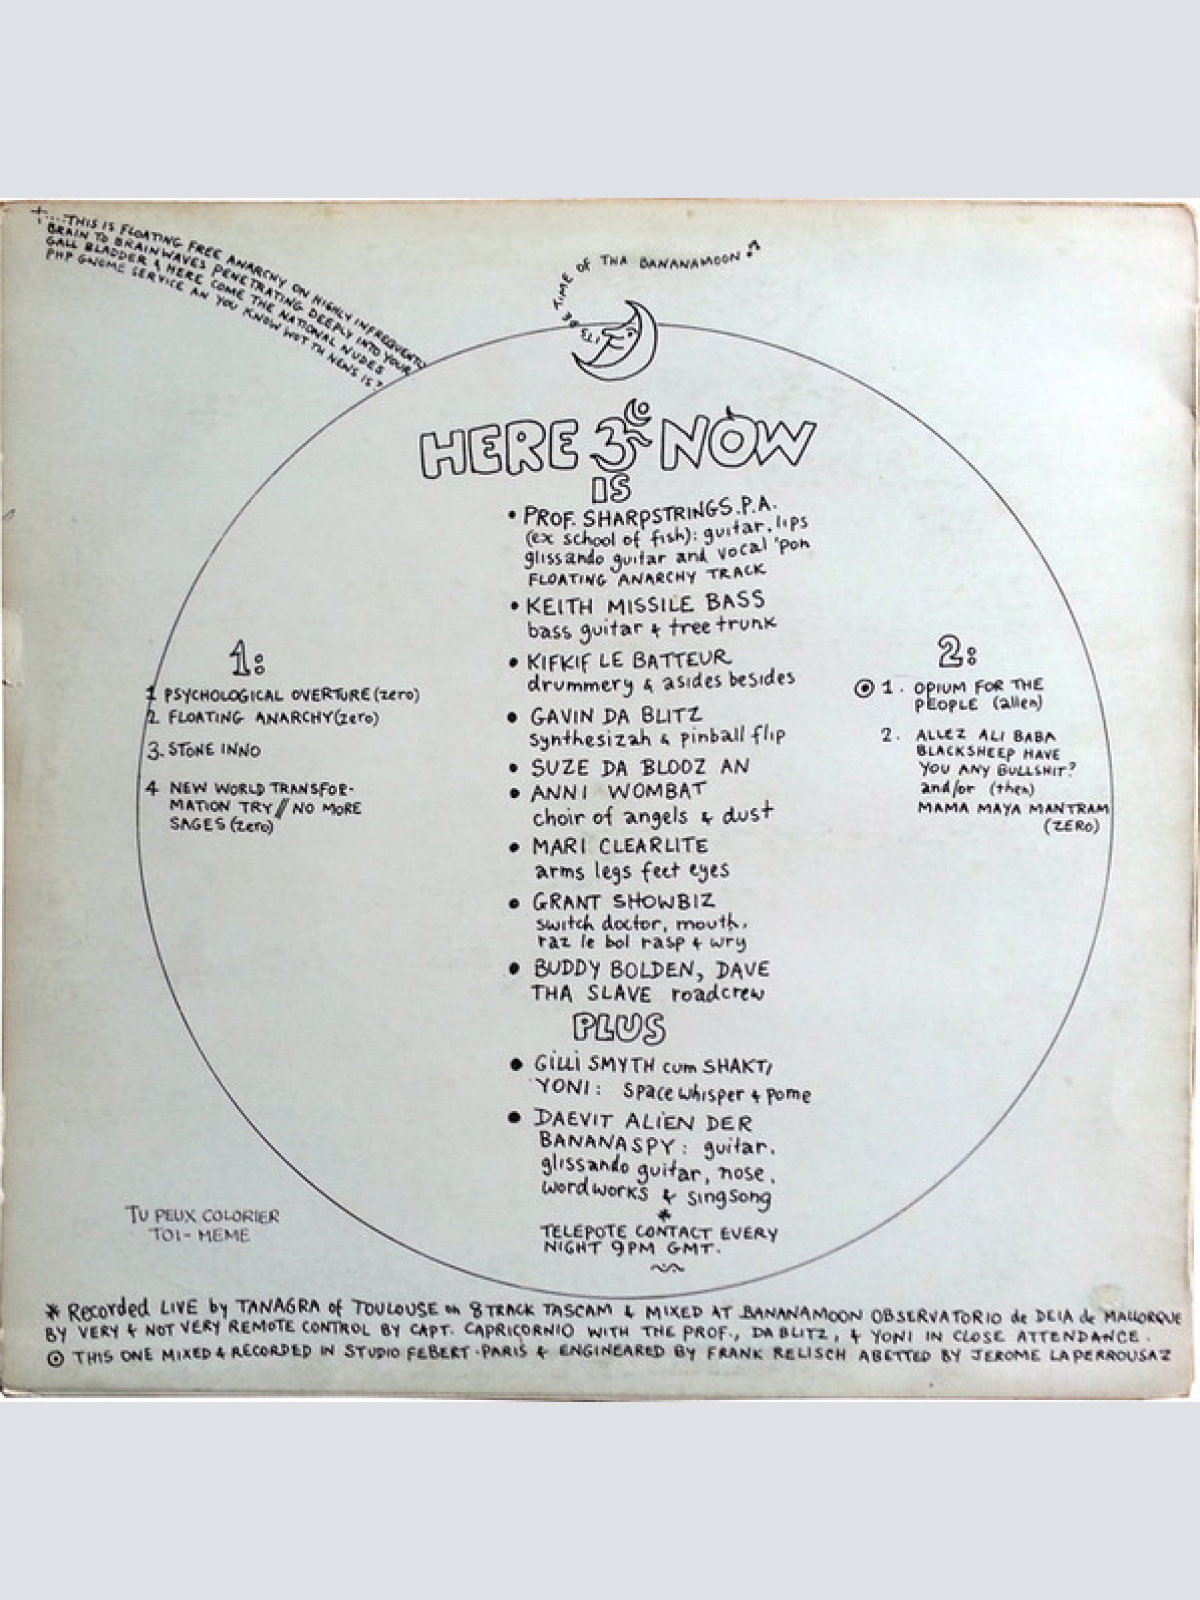 +....THIS IS FLOATING FREE ANARCHY ON HIGHLY INFREQUENTLY
BRAIN TO BRAINWAVES PENETRATING DEEPLY INTO YOUR
GALL BLADDER & HERE COME THE NATIONAL NUDES
PHP GNOME SERVICE AN YOU KNOW WOT TH NEWS IS?
IT'S DE TIME OF THA BANANAMOON
HERE ॐ NOW
IS
• PROF. SHARPSTRINGS.P.A.
(ex school of fish): guitar, lips
glissando guitar and vocal 'pon
FLOATING ANARCHY TRACK
• KEITH MISSILE BASS
bass guitar & tree trunk
• KIFKIF LE BATTEUR
drummery & asides besides
• GAVIN DA BLITZ
synthesizah & pinball flip
• SUZE DA BLOOZ AN
• ANNI WOMBAT
choir of angels & dust
• MARI CLEARLITE
arms legs feet eyes
• GRANT SHOWBIZ
switch doctor, mouth,
raz le bol rasp & wry
• BUDDY BOLDEN, DAVE
THA SLAVE roadcrew
PLUS
• GILLI SMYTH cum SHAKTI
YONI: Space whisper & pome
• DAEVIT ALIEN DER
BANANASPY: guitar,
glissando guitar, nose,
wordworks & singsong
*
TELEPOTE CONTACT EVERY
NIGHT 9PM GMT.
1:
1 PSYCHOLOGICAL OVERTURE (zero)
2. FLOATING ANARCHY (zero)
3. STONE INNO
4 NEW WORLD TRANSFOR-
MATION TRY // NO MORE
SAGES (zero)
2:
⊙ 1. OPIUM FOR THE
PEOPLE (allen)
2. ALLEZ ALI BABA
BLACKSHEEP HAVE
YOU ANY BULLSHIT?
and/or (then)
MAMA MAYA MANTRAM
(ZERO)
TU PEUX COLORIER
TOI-MEME
* Recorded LIVE by TANAGRA of TOULOUSE on 8 TRACK TASCAM & MIXED AT BANANAMOON OBSERVATORIO de DEIA de MALLORQUE
BY VERY & NOT VERY REMOTE CONTROL BY CAPT. CAPRICORNIO WITH THE PROF., DA BLITZ, & YONI IN CLOSE ATTENDANCE.
⊙ THIS ONE MIXED & RECORDED IN STUDIO FEBERT-PARIS & ENGINEARED BY FRANK RELISCH ABETTED BY JEROME LAPERROUSAZ